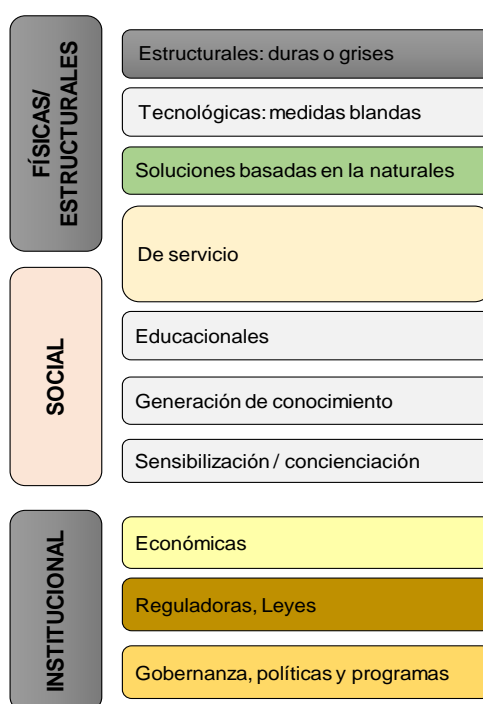 FÍSICAS/
ESTRUCTURALES
Estructurales: duras o grises
Tecnológicas: medidas blandas
Soluciones basadas en la naturales
De servicio
SOCIAL
Educacionales
Generación de conocimiento
Sensibilización / concienciación
INSTITUCIONAL
Económicas
Reguladoras, Leyes
Gobernanza, políticas y programas